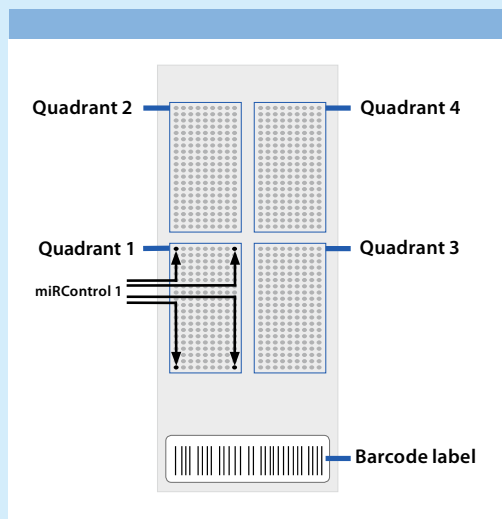 Quadrant 2
Quadrant 4
Quadrant 1
Quadrant 3
miRControl 1
Barcode label